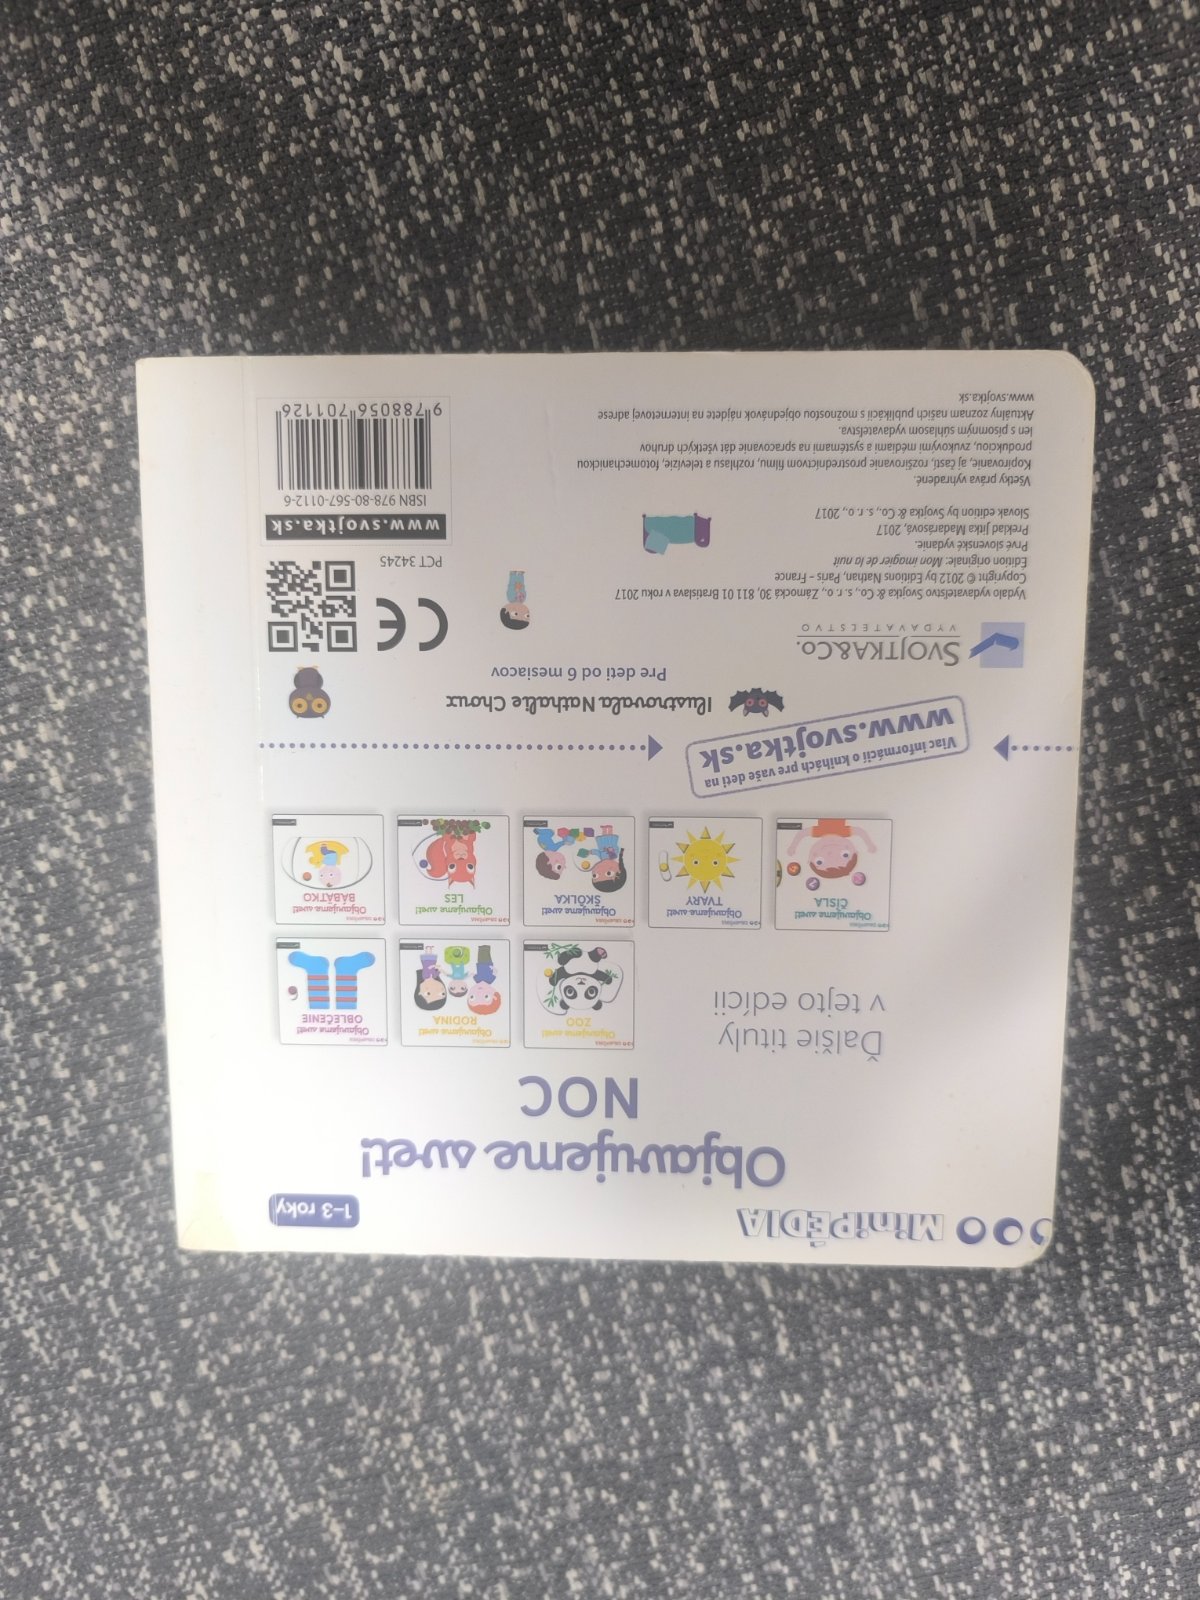 MiniPÉDIA
1–3 roky
Objavujeme svet!
NOC
Ďalšie tituly
v tejto edícii
Objavujeme svet!
ZOO
Objavujeme svet!
RODINA
Objavujeme svet!
OBLEČENIE
Objavujeme svet!
ČÍSLA
Objavujeme svet!
TVARY
Objavujeme svet!
ŠKÔLKA
Objavujeme svet!
LES
Objavujeme svet!
BÁBÄTKO
Viac informácií o knihách pre vaše deti na
www.svojtka.sk
Ilustrovala Nathalie Choux
Pre deti od 6 mesiacov
SVOJTKA&CO.
VYDAVATEĽSTVO
Vydalo vydavateľstvo Svojtka & Co., s. r. o., Zámocká 30, 811 01 Bratislava v roku 2017
Copyright © 2012 by Editions Nathan, Paris – France
Édition originale: Mon imagier de la nuit
Prvé slovenské vydanie.
Preklad Jitka Madarásová, 2017
Slovak edition by Svojtka & Co., s. r. o., 2017
Všetky práva vyhradené.
Kopírovanie, aj častí, rozširovanie prostredníctvom filmu, rozhlasu a televízie, fotomechanickou
produkciou, zvukovými médiami a systémami na spracovanie dát všetkých druhov
len s písomným súhlasom vydavateľstva.
Aktuálny zoznam našich publikácií s možnosťou objednávok nájdete na internetovej adrese
www.svojtka.sk
CE
PCT 34245
www.svojtka.sk
ISBN 978-80-567-0112-6
9 788056 701126